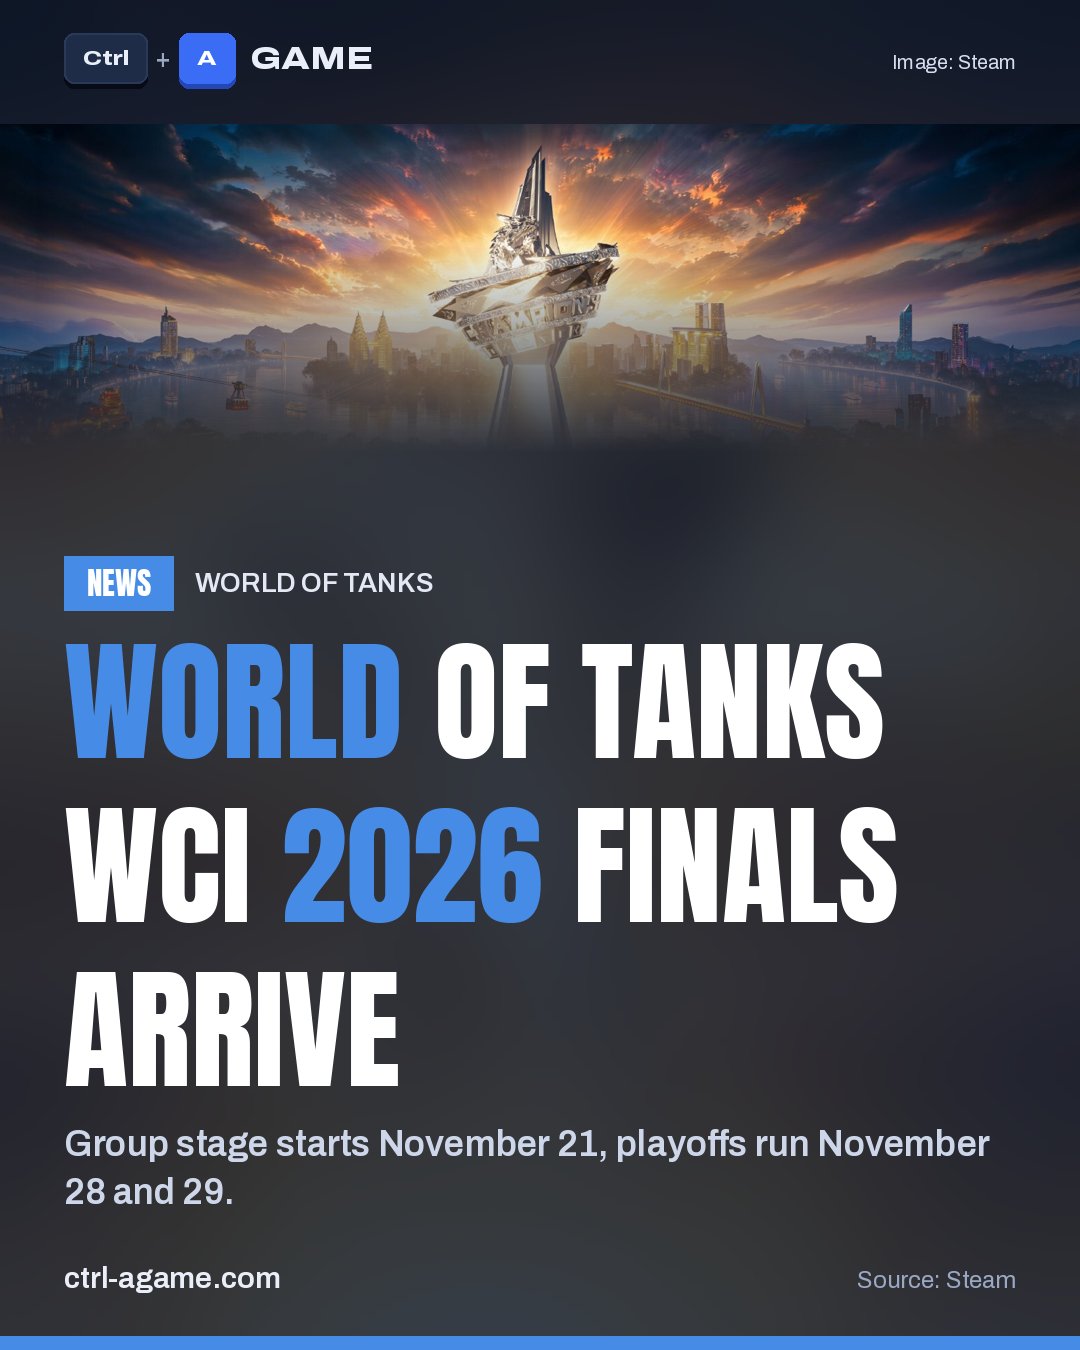 Ctrl + A GAME
Image: Steam
CHAMPIONS
NEWS WORLD OF TANKS
WORLD OF TANKS
WCI 2026 FINALS
ARRIVE
Group stage starts November 21, playoffs run November
28 and 29.
ctrl-agame.com
Source: Steam